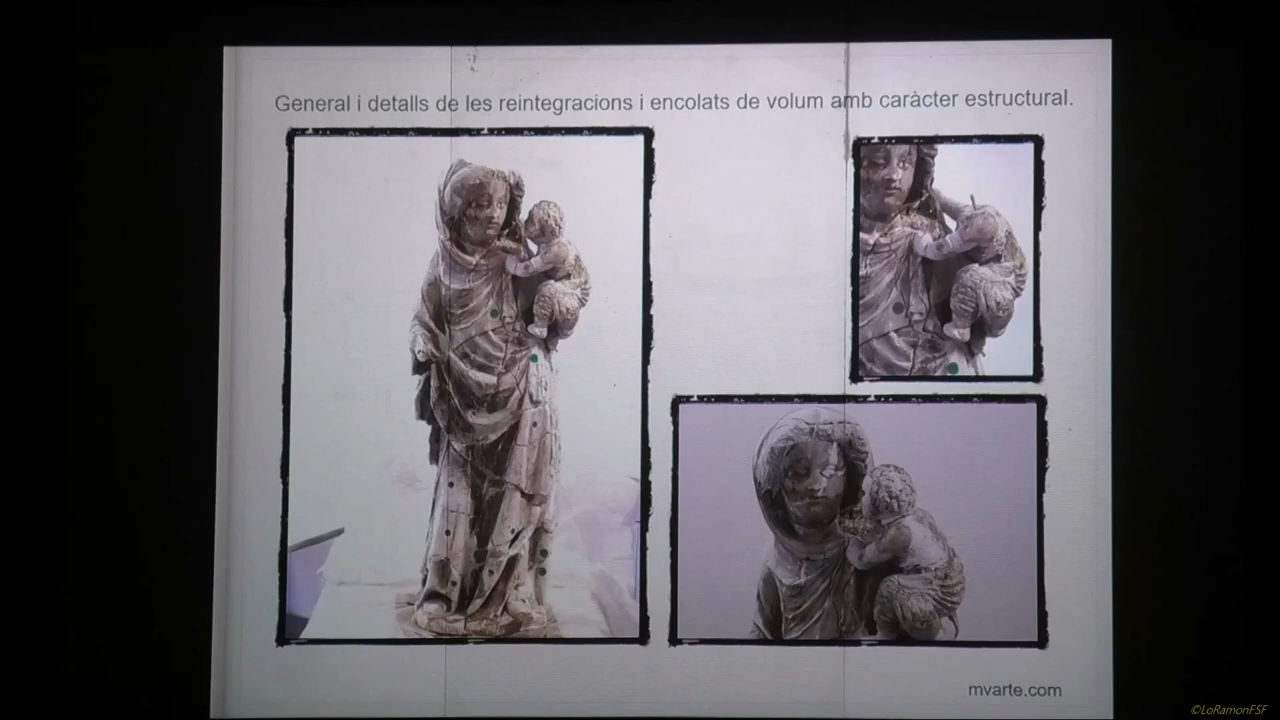 General i detalls de les reintegracions i encolats de volum amb caràcter estructural.
mvarte.com
©LoRamonFSF